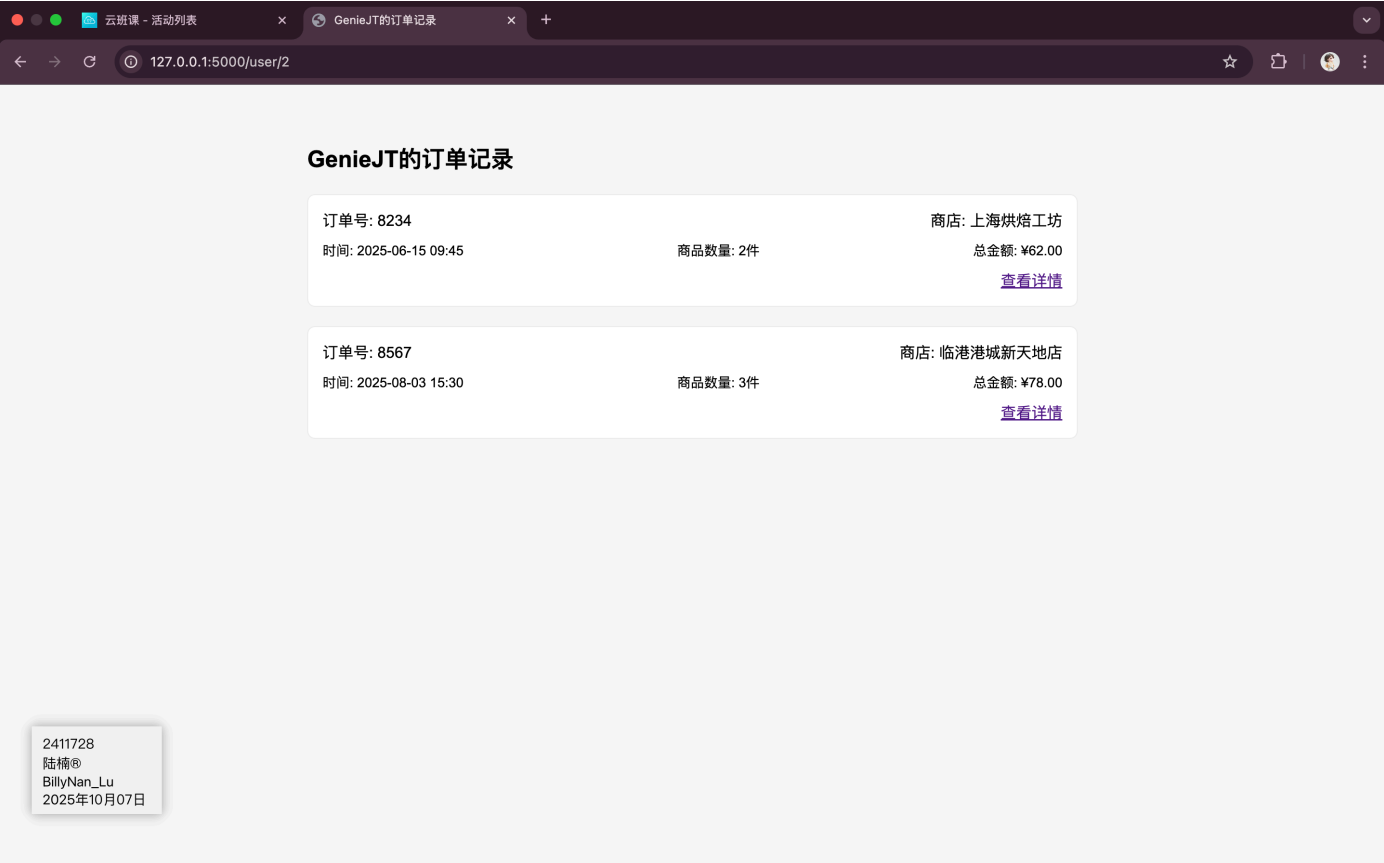 云班课 - 活动列表
GenieJT的订单记录
127.0.0.1:5000/user/2
GenieJT的订单记录
订单号: 8234 商店: 上海烘焙工坊
时间: 2025-06-15 09:45 商品数量: 2件 总金额: ¥62.00
查看详情
订单号: 8567 商店: 临港港城新天地店
时间: 2025-08-03 15:30 商品数量: 3件 总金额: ¥78.00
查看详情
2411728
陆楠®
BillyNan_Lu
2025年10月07日